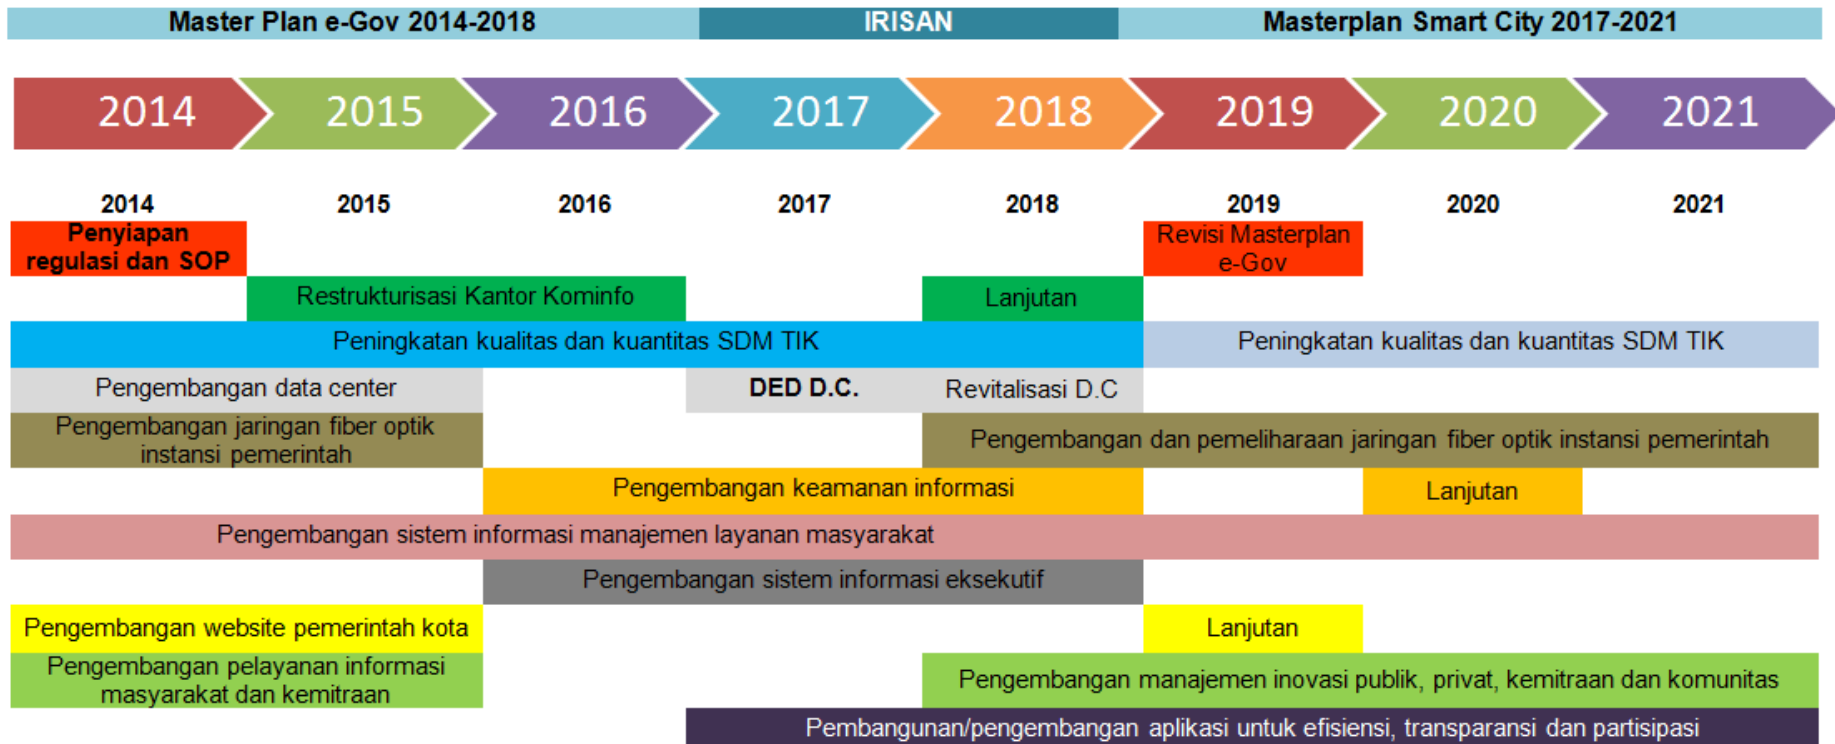 Master Plan e-Gov 2014-2018 IRISAN Masterplan Smart City 2017-2021
2014 2015 2016 2017 2018 2019 2020 2021
2014 2015 2016 2017 2018 2019 2020 2021
Penyiapan
regulasi dan SOP
Revisi Masterplan
e-Gov
Restrukturisasi Kantor Kominfo Lanjutan
Peningkatan kualitas dan kuantitas SDM TIK Peningkatan kualitas dan kuantitas SDM TIK
Pengembangan data center DED D.C. Revitalisasi D.C
Pengembangan jaringan fiber optik
instansi pemerintah
Pengembangan dan pemeliharaan jaringan fiber optik instansi pemerintah
Pengembangan keamanan informasi Lanjutan
Pengembangan sistem informasi manajemen layanan masyarakat
Pengembangan sistem informasi eksekutif
Pengembangan website pemerintah kota Lanjutan
Pengembangan pelayanan informasi
masyarakat dan kemitraan
Pengembangan manajemen inovasi publik, privat, kemitraan dan komunitas
Pembangunan/pengembangan aplikasi untuk efisiensi, transparansi dan partisipasi